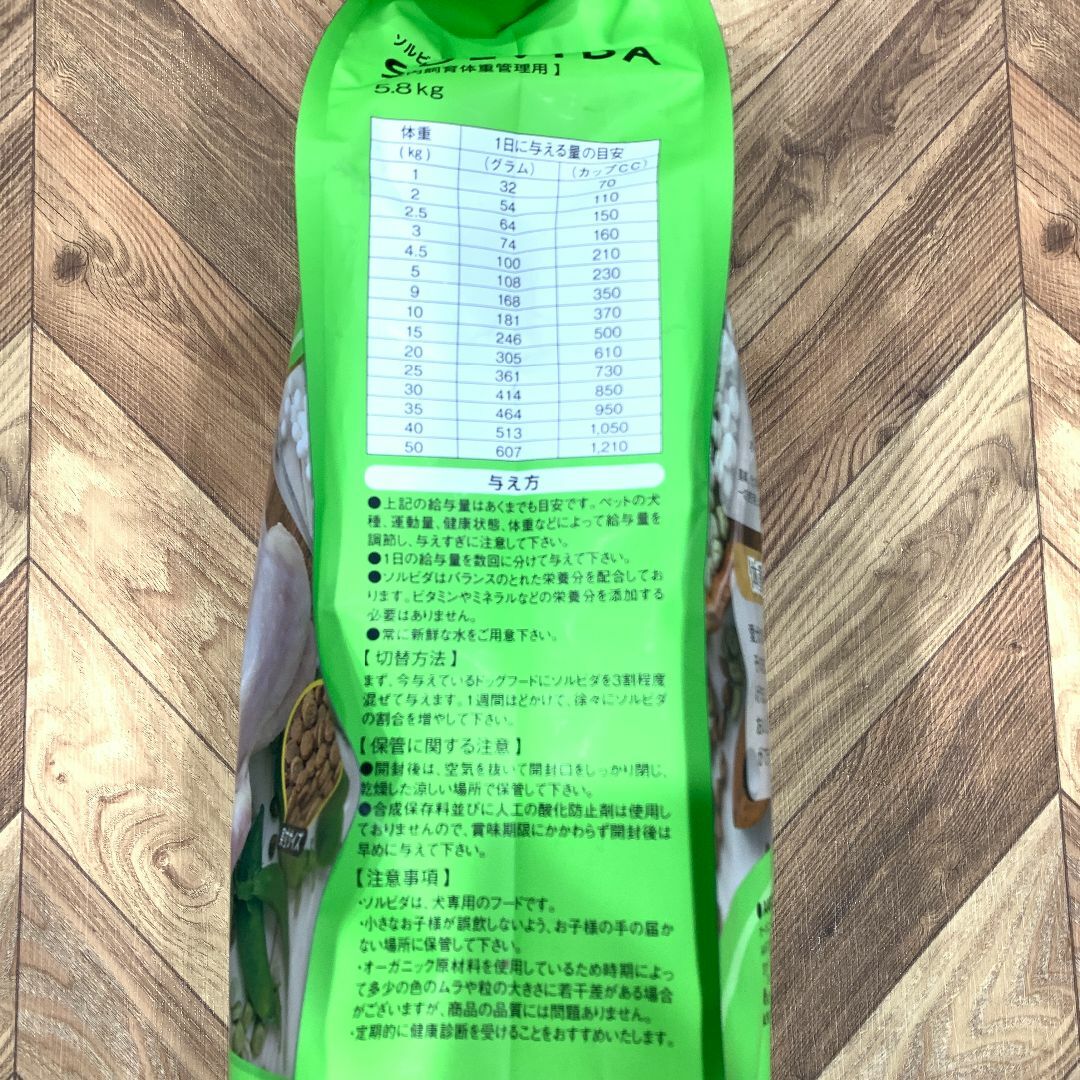 ソルビ
VIDA
飼育体重管理用】
5.8kg
体重 1日に与える量の目安
(kg) (グラム) (カップCC)
1 32 70
2 54 110
2.5 64 150
3 74 160
4.5 100 210
5 108 230
9 168 350
10 181 370
15 246 500
20 305 610
25 361 730
30 414 850
35 464 950
40 513 1,050
50 607 1,210
与え方
●上記の給与量はあくまでも目安です。ペットの犬
種、運動量、健康状態、体重などによって給与量を
調節し、与えすぎに注意して下さい。
●1日の給与量を数回に分けて与えて下さい。
●ソルビダはバランスのとれた栄養分を配合してお
ります。ビタミンやミネラルなどの栄養分を添加する
必要はありません。
●常に新鮮な水をご用意下さい。
【 切替方法 】
まず、今与えているドッグフードにソルビダを3割程度
混ぜて与えます。1週間ほどかけて、徐々にソルビダ
の割合を増やして下さい。
【 保管に関する注意 】
●開封後は、空気を抜いて開封口をしっかり閉じ、
乾燥した涼しい場所で保管して下さい。
●合成保存料並びに人工の酸化防止剤は使用し
ておりませんので、賞味期限にかかわらず開封後は
早めに与えて下さい。
【注意事項】
・ソルビダは、犬専用のフードです。
・小さなお子様が誤飲しないよう、お子様の手の届か
ない場所に保管して下さい。
・オーガニック原材料を使用しているため時期によっ
て多少の色のムラや粒の大きさに若干差がある場合
がございますが、商品の品質には問題ありません。
・定期的に健康診断を受けることをおすすめいたします。